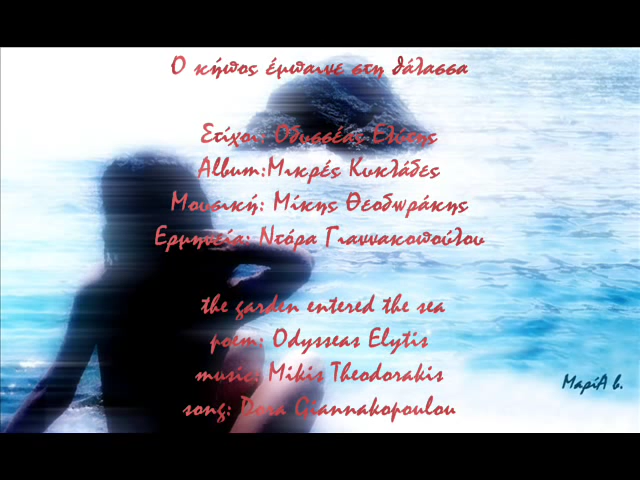 Ο κήπος έμπαινε στη θάλασσα
Στίχοι: Οδυσσέας Ελύτης
Album:Μικρές Κυκλάδες
Μουσική: Μίκης Θεοδωράκης
Ερμηνεία: Ντόρα Γιαννακοπούλου
the garden entered the sea
poem: Odysseas Elytis
music: Mikis Theodorakis
song: Dora Giannakopoulou
ΜαρίΑ β.